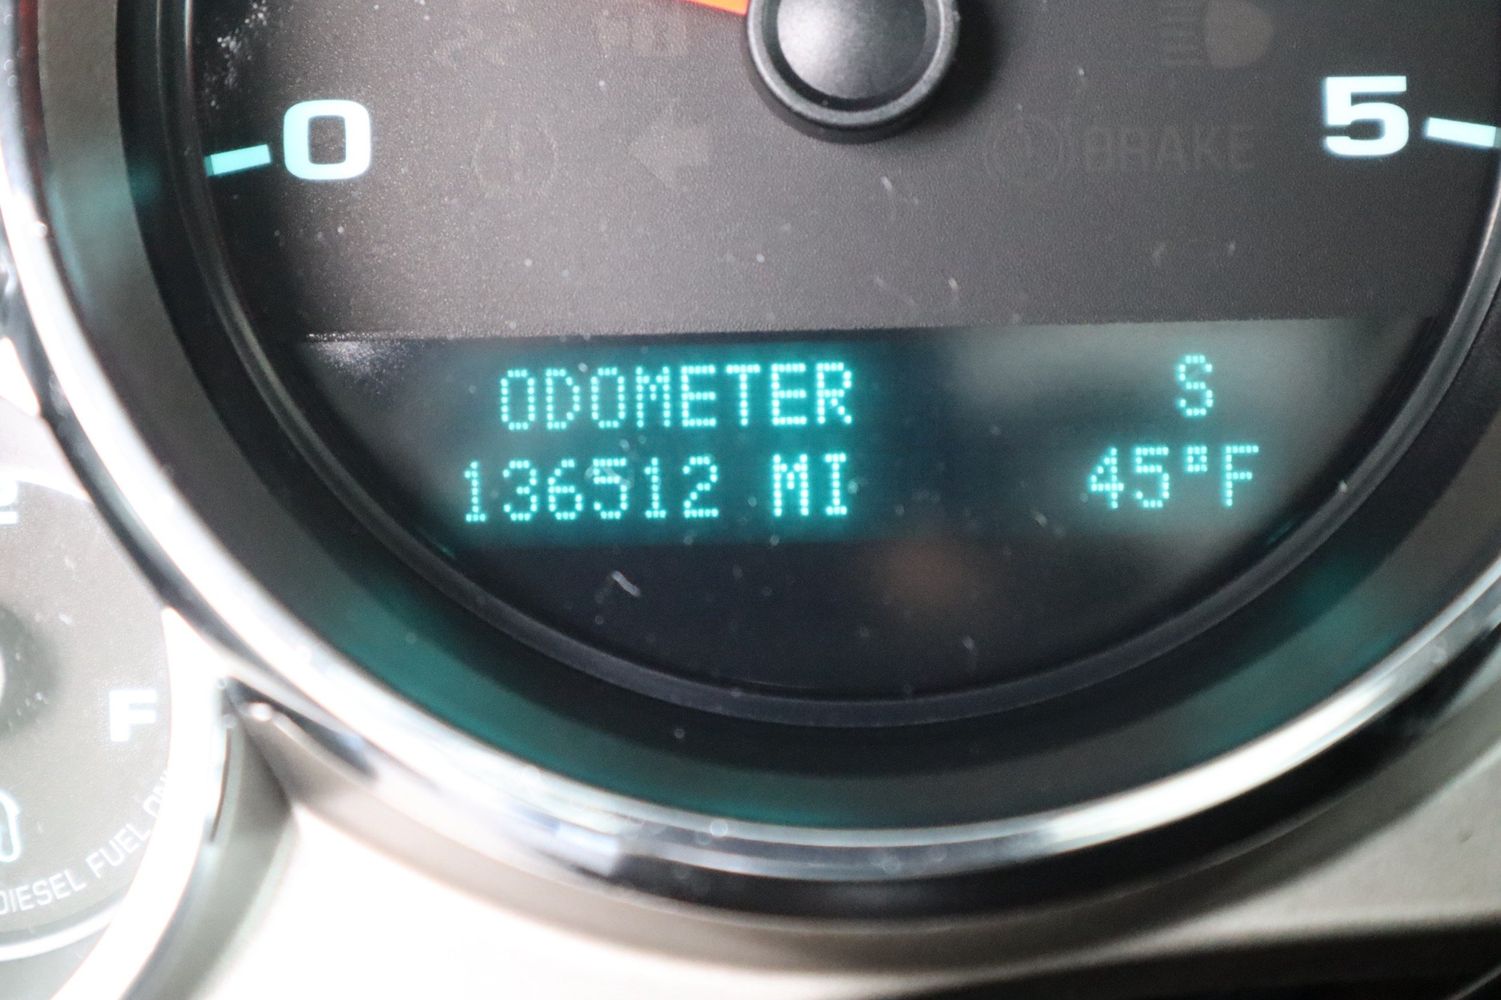 0
5
BRAKE
ODOMETER S
136512 MI 45°F
F
DIESEL FUEL